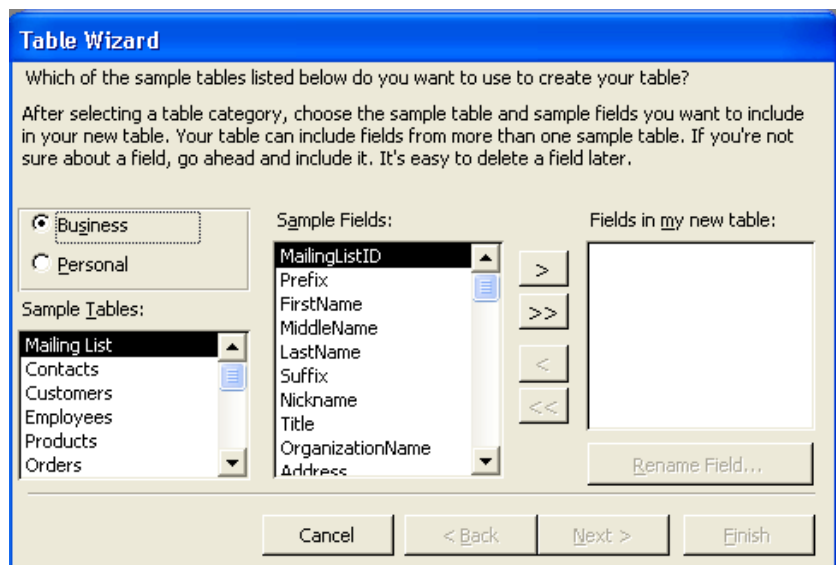 Table Wizard
Which of the sample tables listed below do you want to use to create your table?
After selecting a table category, choose the sample table and sample fields you want to include
in your new table. Your table can include fields from more than one sample table. If you're not
sure about a field, go ahead and include it. It's easy to delete a field later.
Business
Personal
Sample Tables:
Mailing List
Contacts
Customers
Employees
Products
Orders
Sample Fields:
MailingListID
Prefix
FirstName
MiddleName
LastName
Suffix
Nickname
Title
OrganizationName
Address
>
>>
<
<<
Fields in my new table:
Rename Field...
Cancel
< Back
Next >
Finish